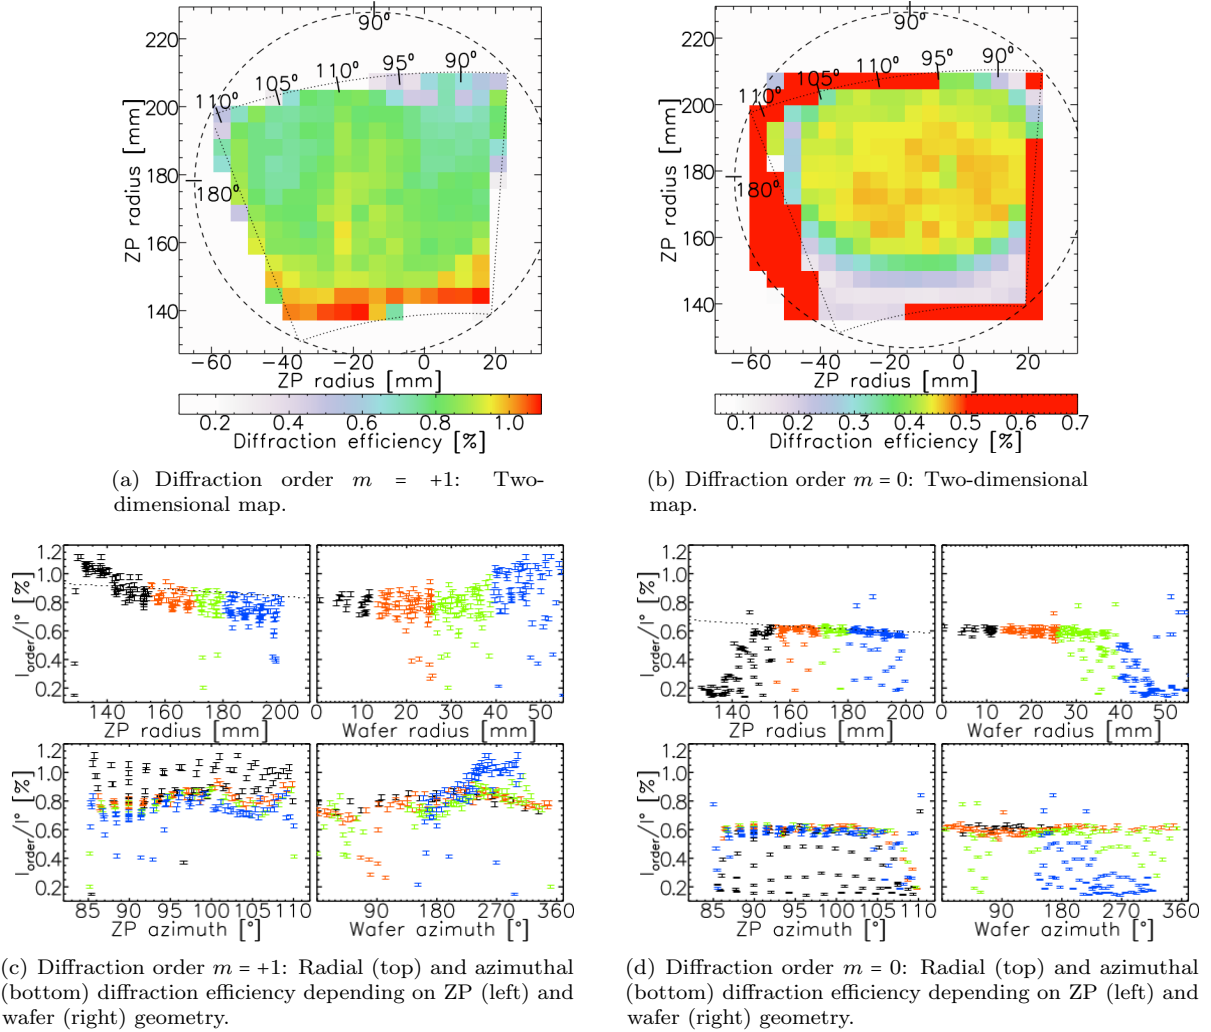 90°
220
90°
95°
110°
105°
200
110°
180
180°
160
140
ZP radius [mm]
−60 −40 −20 0 20
ZP radius [mm]
0.2 0.4 0.6 0.8 1.0
Diffraction efficiency [%]
(a) Diffraction order m = +1: Two-
dimensional map.
90°
220
90°
95°
110°
105°
200
110°
180
180°
160
140
ZP radius [mm]
−60 −40 −20 0 20
ZP radius [mm]
0.1 0.2 0.3 0.4 0.5 0.6 0.7
Diffraction efficiency [%]
(b) Diffraction order m = 0: Two-dimensional
map.
1.2
1.0
0.8
0.6
0.4
0.2
Iorder/I° [%]
140 160 180 200
ZP radius [mm]
0 10 20 30 40 50
Wafer radius [mm]
1.2
1.0
0.8
0.6
0.4
0.2
Iorder/I° [%]
85 90 95 100 105 110
ZP azimuth [°]
90 180 270 360
Wafer azimuth [°]
(c) Diffraction order m = +1: Radial (top) and azimuthal
(bottom) diffraction efficiency depending on ZP (left) and
wafer (right) geometry.
1.2
1.0
0.8
0.6
0.4
0.2
Iorder/I° [%]
140 160 180 200
ZP radius [mm]
0 10 20 30 40 50
Wafer radius [mm]
1.2
1.0
0.8
0.6
0.4
0.2
Iorder/I° [%]
85 90 95 100 105 110
ZP azimuth [°]
90 180 270 360
Wafer azimuth [°]
(d) Diffraction order m = 0: Radial (top) and azimuthal
(bottom) diffraction efficiency depending on ZP (left) and
wafer (right) geometry.